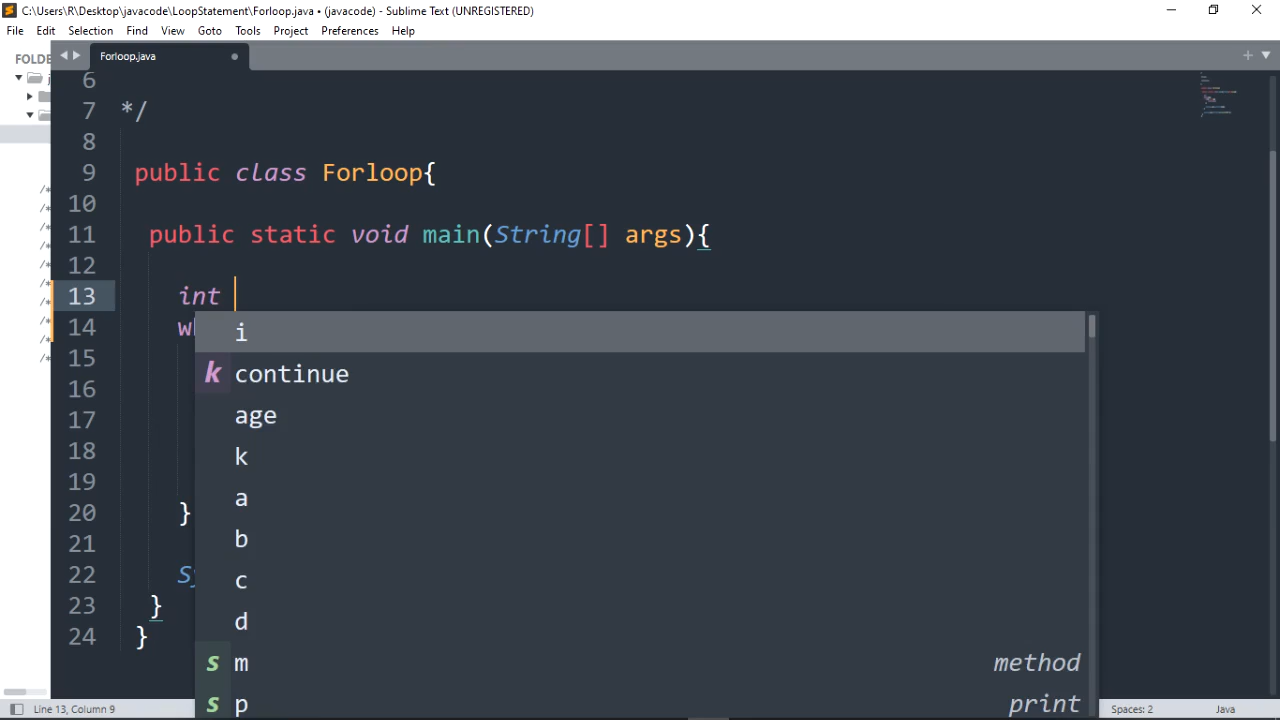 C:\Users\R\Desktop\javacode\LoopStatement\Forloop.java • (javacode) - Sublime Text (UNREGISTERED)
File Edit Selection Find View Goto Tools Project Preferences Help
FOLDE
Forloop.java
6
7 */
8
9 public class Forloop{
10
11 public static void main(String[] args){
12
13 int
14 w
15
16
17
18
19
20 }
21
22 Sy
23 }
24 }
i
k continue
age
k
a
b
c
d
s m method
s p print
/*
/*
/*
/*
/*
/*
/*
/*
/*
/*
Line 13, Column 9 Spaces: 2 Java